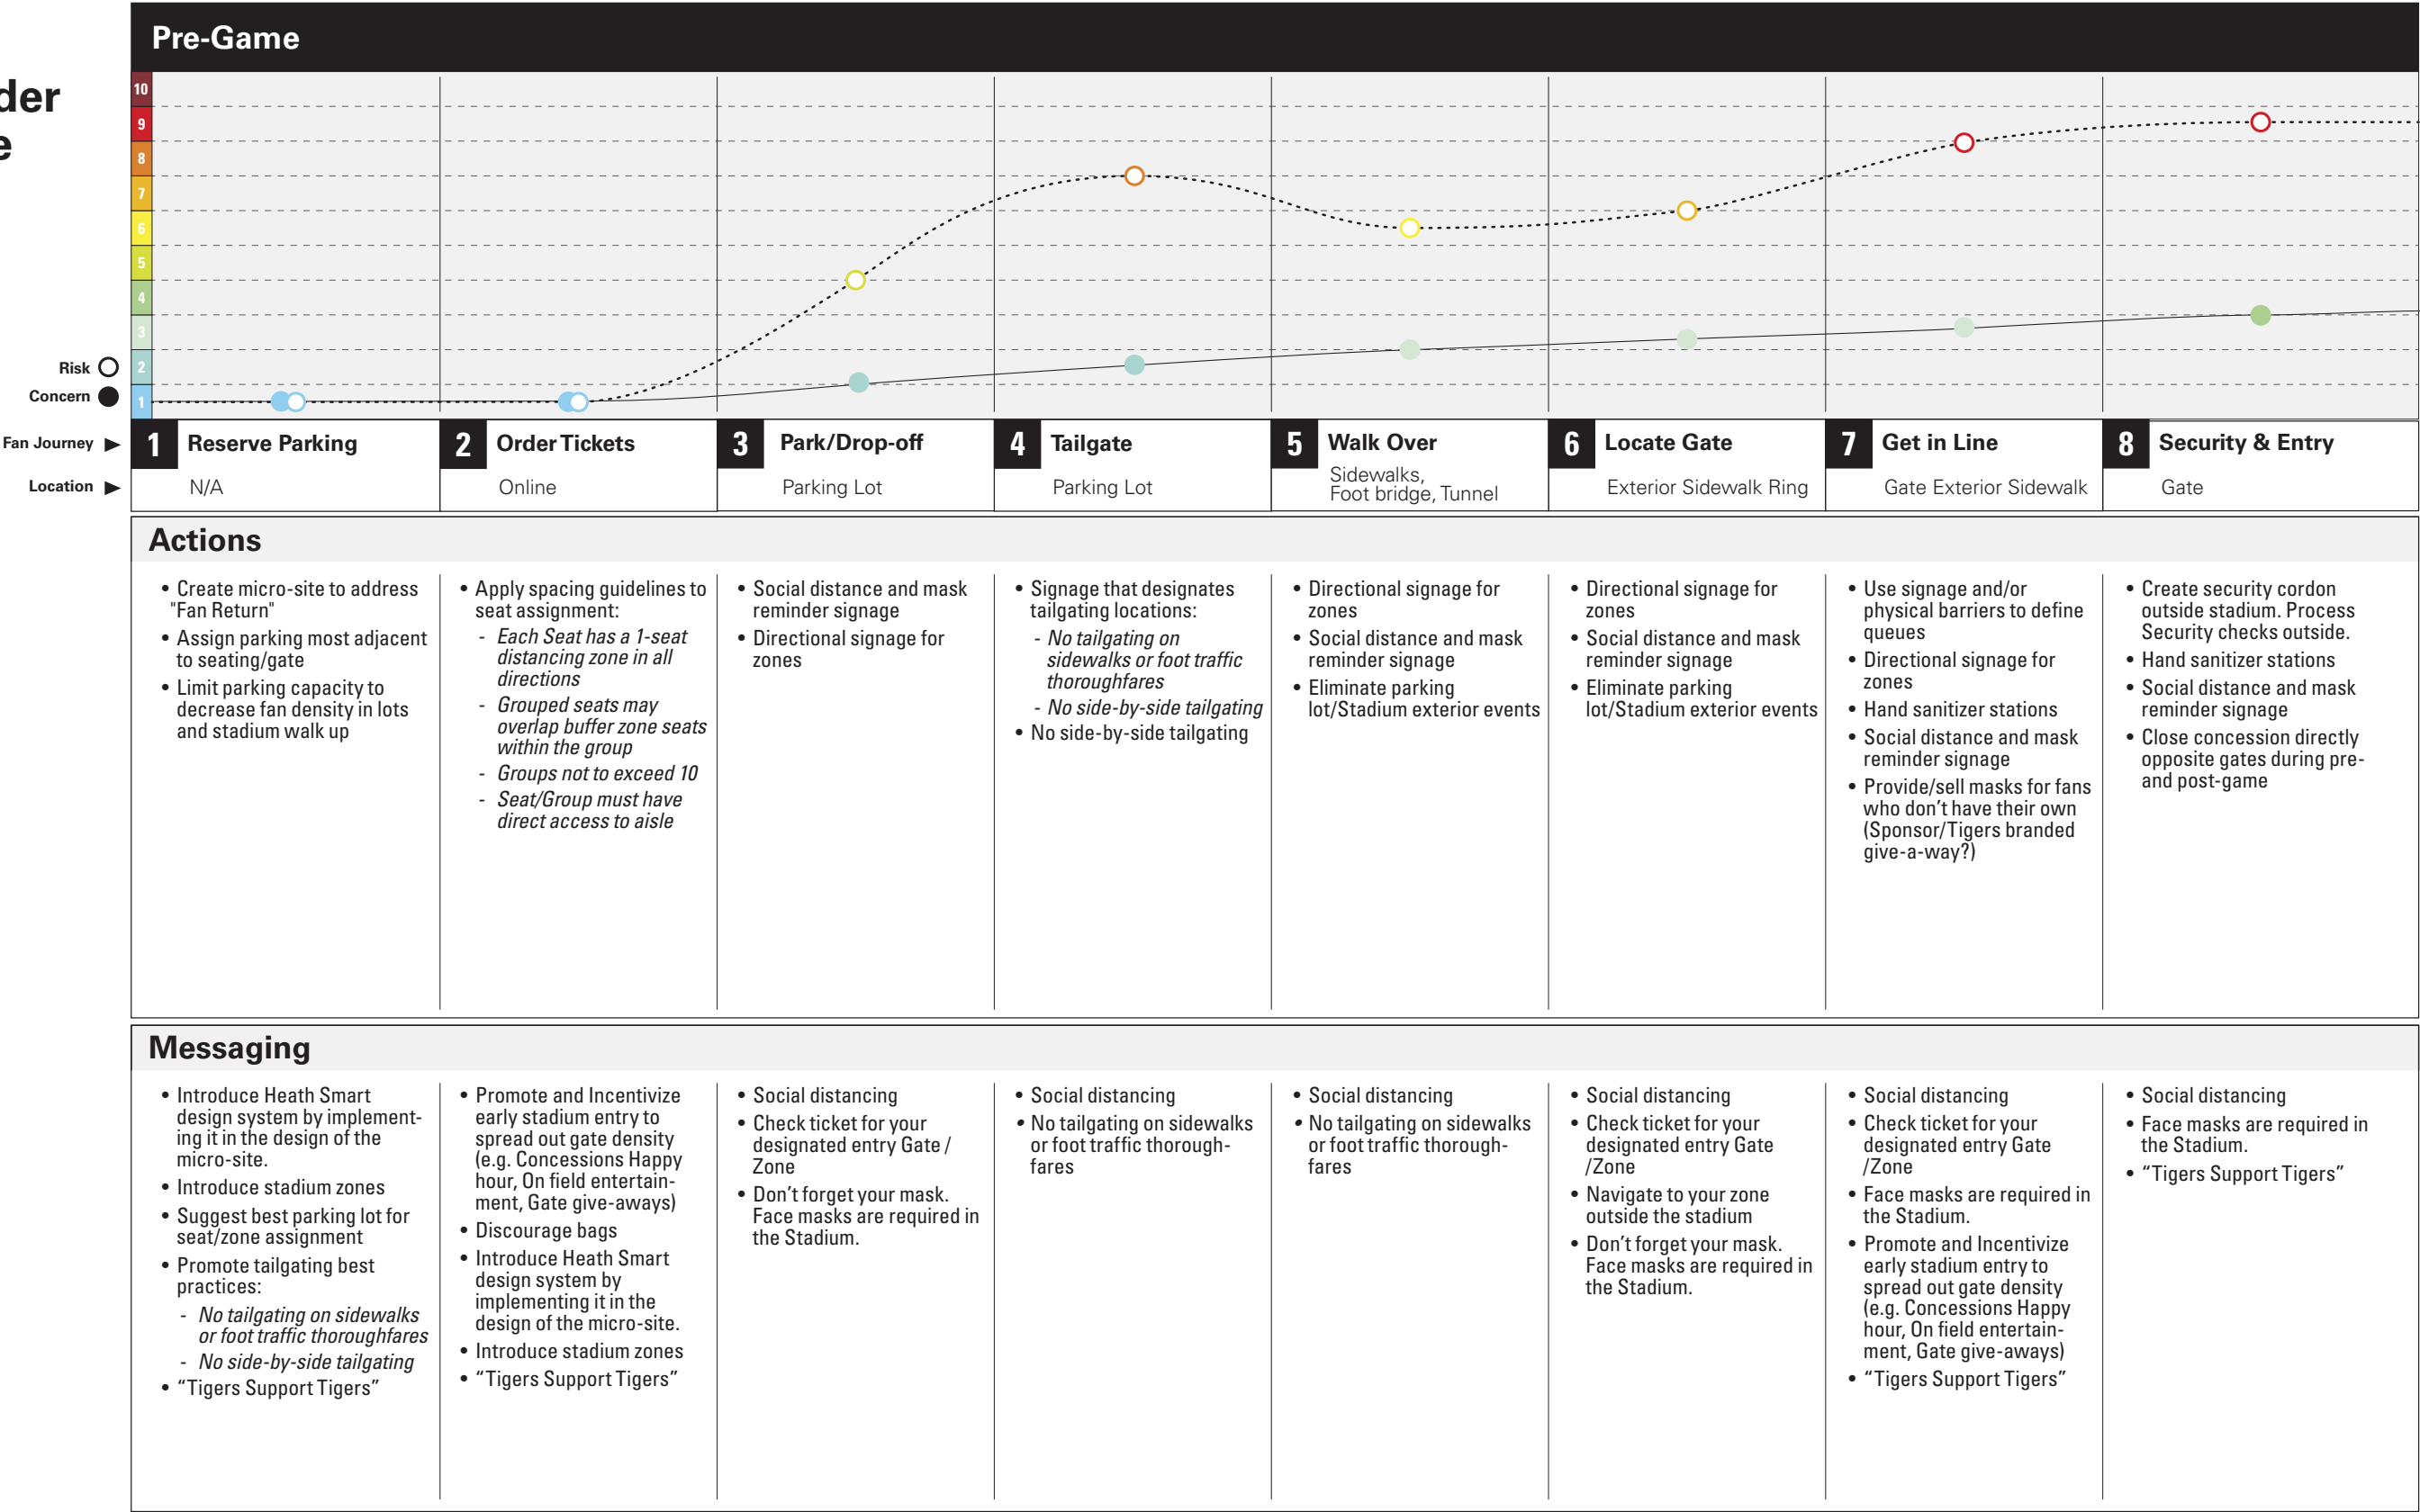 der
e
Pre-Game
10
9
8
7
6
5
4
3
2
1
Risk
Concern
Fan Journey
Location
1 Reserve Parking
N/A
2 Order Tickets
Online
3 Park/Drop-off
Parking Lot
4 Tailgate
Parking Lot
5 Walk Over
Sidewalks,
Foot bridge, Tunnel
6 Locate Gate
Exterior Sidewalk Ring
7 Get in Line
Gate Exterior Sidewalk
8 Security & Entry
Gate
Actions
• Create micro-site to address
"Fan Return"
• Assign parking most adjacent
to seating/gate
• Limit parking capacity to
decrease fan density in lots
and stadium walk up
• Apply spacing guidelines to
seat assignment:
- Each Seat has a 1-seat
distancing zone in all
directions
- Grouped seats may
overlap buffer zone seats
within the group
- Groups not to exceed 10
- Seat/Group must have
direct access to aisle
• Social distance and mask
reminder signage
• Directional signage for
zones
• Signage that designates
tailgating locations:
- No tailgating on
sidewalks or foot traffic
thoroughfares
- No side-by-side tailgating
• No side-by-side tailgating
• Directional signage for
zones
• Social distance and mask
reminder signage
• Eliminate parking
lot/Stadium exterior events
• Directional signage for
zones
• Social distance and mask
reminder signage
• Eliminate parking
lot/Stadium exterior events
• Use signage and/or
physical barriers to define
queues
• Directional signage for
zones
• Hand sanitizer stations
• Social distance and mask
reminder signage
• Provide/sell masks for fans
who don’t have their own
(Sponsor/Tigers branded
give-a-way?)
• Create security cordon
outside stadium. Process
Security checks outside.
• Hand sanitizer stations
• Social distance and mask
reminder signage
• Close concession directly
opposite gates during pre-
and post-game
Messaging
• Introduce Heath Smart
design system by implement-
ing it in the design of the
micro-site.
• Introduce stadium zones
• Suggest best parking lot for
seat/zone assignment
• Promote tailgating best
practices:
- No tailgating on sidewalks
or foot traffic thoroughfares
- No side-by-side tailgating
• “Tigers Support Tigers”
• Promote and Incentivize
early stadium entry to
spread out gate density
(e.g. Concessions Happy
hour, On field entertain-
ment, Gate give-aways)
• Discourage bags
• Introduce Heath Smart
design system by
implementing it in the
design of the micro-site.
• Introduce stadium zones
• “Tigers Support Tigers”
• Social distancing
• Check ticket for your
designated entry Gate /
Zone
• Don’t forget your mask.
Face masks are required in
the Stadium.
• Social distancing
• No tailgating on sidewalks
or foot traffic thorough-
fares
• Social distancing
• No tailgating on sidewalks
or foot traffic thorough-
fares
• Social distancing
• Check ticket for your
designated entry Gate
/Zone
• Navigate to your zone
outside the stadium
• Don’t forget your mask.
Face masks are required in
the Stadium.
• Social distancing
• Check ticket for your
designated entry Gate
/Zone
• Face masks are required in
the Stadium.
• Promote and Incentivize
early stadium entry to
spread out gate density
(e.g. Concessions Happy
hour, On field entertain-
ment, Gate give-aways)
• “Tigers Support Tigers”
• Social distancing
• Face masks are required in
the Stadium.
• “Tigers Support Tigers”